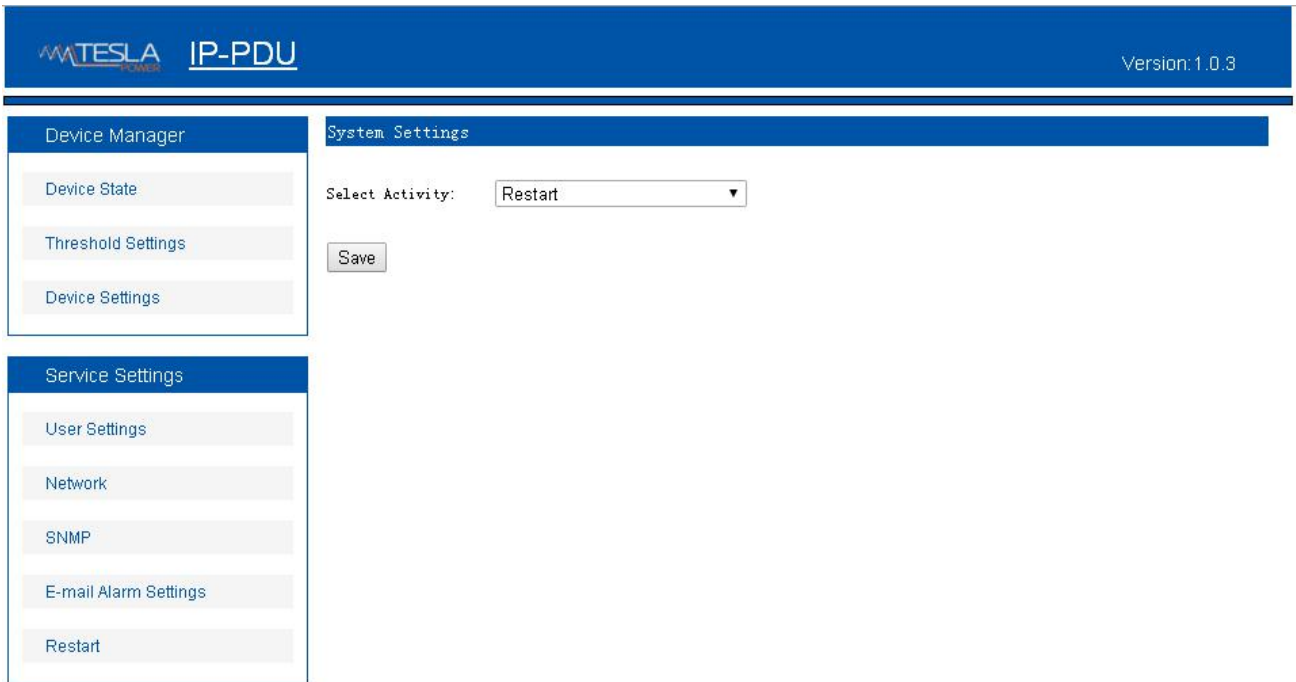 TESLA
POWER
IP-PDU
Version:1.0.3
Device Manager
Device State
Threshold Settings
Device Settings
Service Settings
User Settings
Network
SNMP
E-mail Alarm Settings
Restart
System Settings
Select Activity: Restart
Save